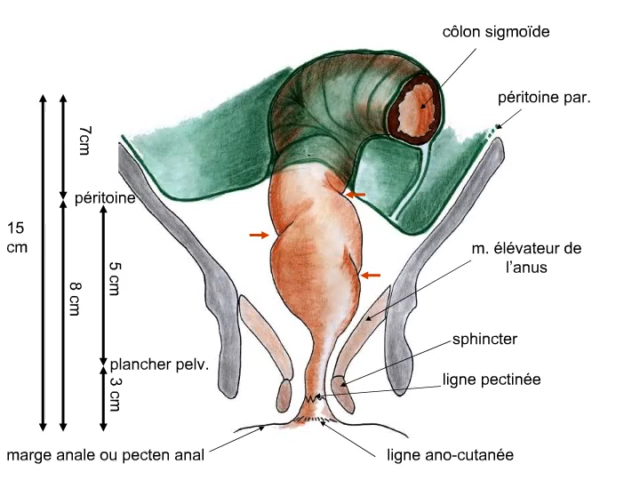 côlon sigmoïde
péritoine par.
7cm
péritoine
15
cm
8 cm
5 cm
m. élévateur de
l'anus
sphincter
plancher pelv.
ligne pectinée
3 cm
marge anale ou pecten anal
ligne ano-cutanée